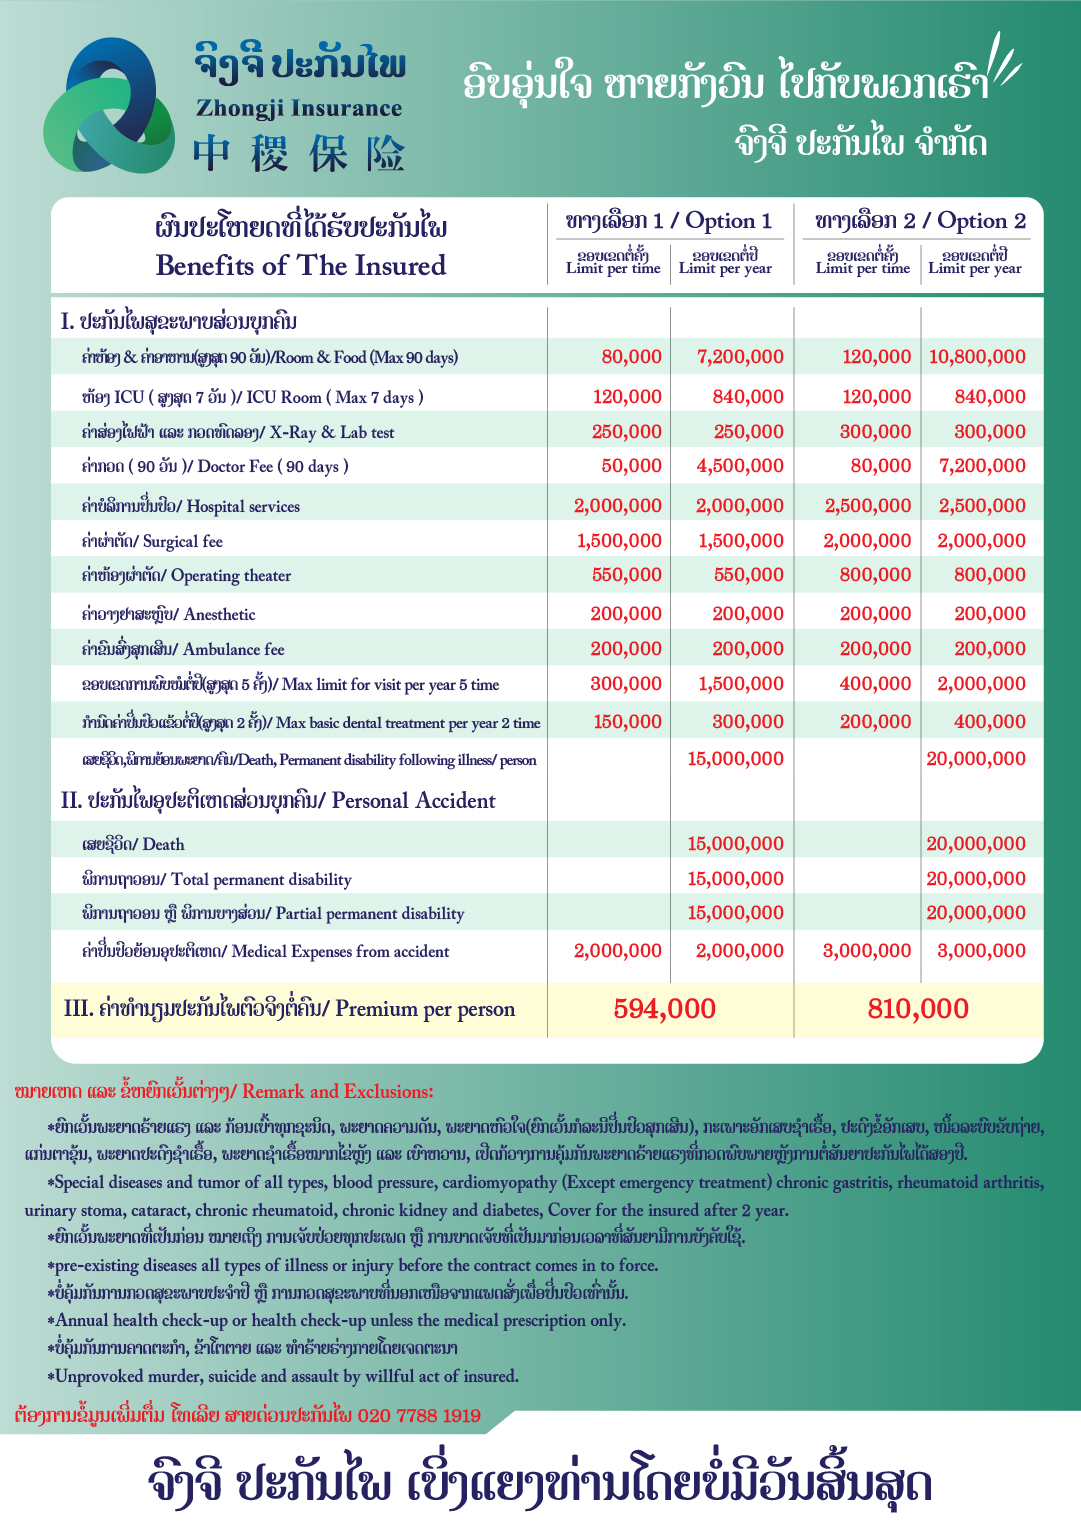 ຈົງຈີ ປະກັນໄພ
Zhongji Insurance
中稷保险
ອົບອຸ່ນໃຈ ຫາຍກັງວົນ ໄປກັບພວກເຮົາ
ຈົງຈີ ປະກັນໄພ ຈຳກັດ
ຜົນປະໂຫຍດທີ່ໄດ້ຮັບປະກັນໄພ
Benefits of The Insured
ທາງເລືອກ 1 / Option 1
ທາງເລືອກ 2 / Option 2
ຂອບເຂດຕໍ່ຄັ້ງ ຂອບເຂດຕໍ່ປີ ຂອບເຂດຕໍ່ຄັ້ງ ຂອບເຂດຕໍ່ປີ
Limit per time Limit per year Limit per time Limit per year
I. ປະກັນໄພສຸຂະພາບສ່ວນບຸກຄົນ
ຄ່າຫ້ອງ & ຄ່າອາຫານ(ສູງສຸດ 90 ວັນ)/Room & Food (Max 90 days) 80,000 7,200,000 120,000 10,800,000
ຫ້ອງ ICU ( ສູງສຸດ 7 ວັນ )/ ICU Room ( Max 7 days ) 120,000 840,000 120,000 840,000
ຄ່າສ່ອງໄຟຟ້າ ແລະ ກວດທົດລອງ/ X-Ray & Lab test 250,000 250,000 300,000 300,000
ຄ່າກວດ ( 90 ວັນ )/ Doctor Fee ( 90 days ) 50,000 4,500,000 80,000 7,200,000
ຄ່າບໍລິການປິ່ນປົວ/ Hospital services 2,000,000 2,000,000 2,500,000 2,500,000
ຄ່າຜ່າຕັດ/ Surgical fee 1,500,000 1,500,000 2,000,000 2,000,000
ຄ່າຫ້ອງຜ່າຕັດ/ Operating theater 550,000 550,000 800,000 800,000
ຄ່າວາງຢາສະຫຼົບ/ Anesthetic 200,000 200,000 200,000 200,000
ຄ່າຂົນສົ່ງສຸກເສີນ/ Ambulance fee 200,000 200,000 200,000 200,000
ຂອບເຂດການພົບໝໍຕໍ່ປີ(ສູງສຸດ 5 ຄັ້ງ)/ Max limit for visit per year 5 time 300,000 1,500,000 400,000 2,000,000
ກຳນົດຄ່າປິ່ນປົວແຂ້ວຕໍ່ປີ(ສູງສຸດ 2 ຄັ້ງ)/ Max basic dental treatment per year 2 time 150,000 300,000 200,000 400,000
ເສຍຊີວິດ,ພິການຍ້ອນພະຍາດ/ຄົນ/Death, Permanent disability following illness/ person 15,000,000 20,000,000
II. ປະກັນໄພອຸປະຕິເຫດສ່ວນບຸກຄົນ/ Personal Accident
ເສຍຊີວິດ/ Death 15,000,000 20,000,000
ພິການຖາວອນ/ Total permanent disability 15,000,000 20,000,000
ພິການຖາວອນ ຫຼື ພິການບາງສ່ວນ/ Partial permanent disability 15,000,000 20,000,000
ຄ່າປິ່ນປົວຍ້ອນອຸປະຕິເຫດ/ Medical Expenses from accident 2,000,000 2,000,000 3,000,000 3,000,000
III. ຄ່າທຳນຽມປະກັນໄພຕົວຈິງຕໍ່ຄົນ/ Premium per person 594,000 810,000
ໝາຍເຫດ ແລະ ຂໍ້ຫຍົກເວັ້ນຕ່າງໆ/ Remark and Exclusions:
*ຍົກເວັ້ນພະຍາດຮ້າຍແຮງ ແລະ ກ້ອນເນົ້າທຸກຊະນິດ, ພະຍາດຄວາມດັນ, ພະຍາດຫົວໃຈ(ຍົກເວັ້ນກໍລະນີປິ່ນປົວສຸກເສີນ), ກະເພາະອັກເສບຊຳເຮື້ອ, ປະດົງຂໍ້ອັກເສບ, ໜິ້ວລະບົບຂັບຖ່າຍ,
ແກ່ນຕາຂຸ້ນ, ພະຍາດປະດົງຊຳເຮື້ອ, ພະຍາດຊຳເຮື້ອໝາກໄຂ່ຫຼັງ ແລະ ເບົາຫວານ, ເປີດກ້ວາງການຄຸ້ມກັນພະຍາດຮ້າຍແຮງທີ່ກວດພົບພາຍຫຼັງການຕໍ່ສັນຍາປະກັນໄພໄດ້ສອງປີ.
*Special diseases and tumor of all types, blood pressure, cardiomyopathy (Except emergency treatment) chronic gastritis, rheumatoid arthritis,
urinary stoma, cataract, chronic rheumatoid, chronic kidney and diabetes, Cover for the insured after 2 year.
*ຍົກເວັ້ນພະຍາດທີ່ເປັນກ່ອນ ໝາຍເຖິງ ການເຈັບປ່ວຍທຸກປະເພດ ຫຼື ການບາດເຈັບທີ່ເປັນມາກ່ອນເວລາທີ່ສັນຍາມີການບັງຄັບໃຊ້.
*pre-existing diseases all types of illness or injury before the contract comes in to force.
*ບໍ່ຄຸ້ມກັນການກວດສຸຂະພາບປະຈຳປີ ຫຼື ການກວດສຸຂະພາບທີ່ນອກເໜືອຈາກແພດສັ່ງເພື່ອປິ່ນປົວເທົ່ານັ້ນ.
*Annual health check-up or health check-up unless the medical prescription only.
*ບໍ່ຄຸ້ມກັນການຄາດຕະກຳ, ຂ້າໂຕຕາຍ ແລະ ທຳຮ້າຍຮ່າງກາຍໂດຍເຈດຕະນາ
*Unprovoked murder, suicide and assault by willful act of insured.
ຕ້ອງການຂໍ້ມູນເພີ່ມຕື່ມ ໂທເລີຍ ສາຍດ່ວນປະກັນໄພ 020 7788 1919
ຈົງຈີ ປະກັນໄພ ເບິ່ງແຍງທ່ານໂດຍບໍ່ມີວັນສິ້ນສຸດ